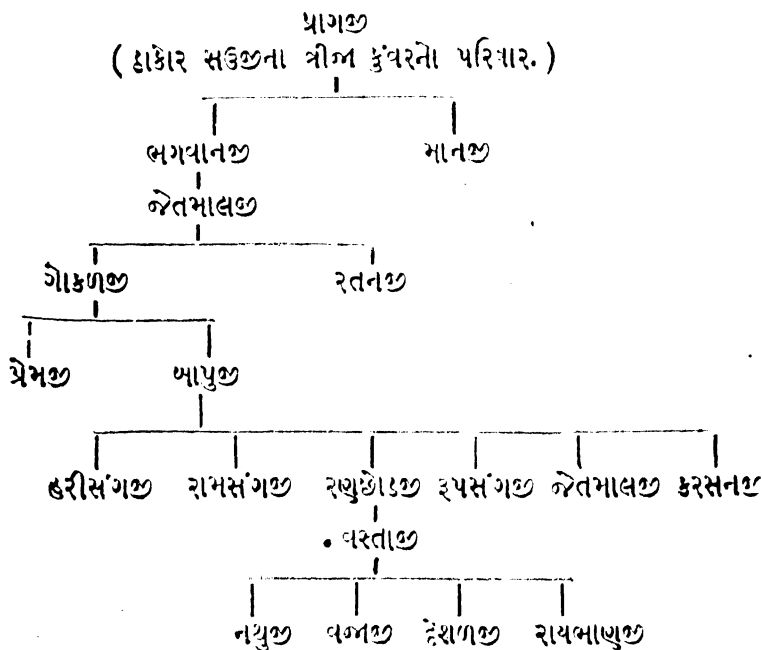 પ્રાગજી
( ઠાકોર સઉજીના ત્રીજા કુંવરનો પરિવાર. )
ભગવાનજી માનજી
જેતમાલજી
ગોકળજી રતનજી
પ્રેમજી બાપુજી
હરીસંગજી રામસંગજી રણછોડજી રૂપસંગજી જેતમાલજી કરસનજી
વસ્તાજી
નથુજી વજાજી દેશળજી રાયભાણજી